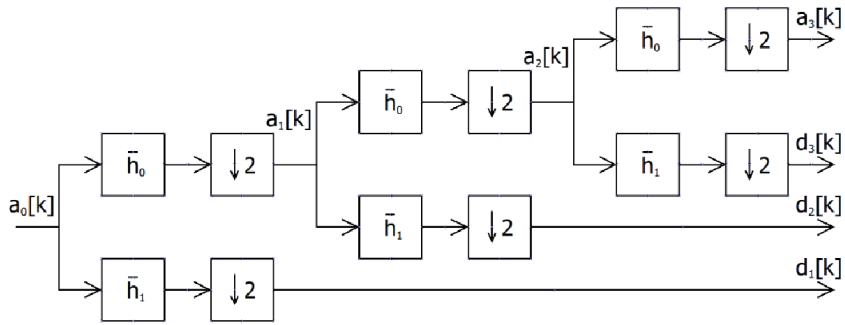 h̄₀ ↓2 a₃[k]
a₂[k]
h̄₀ ↓2
a₁[k]
h̄₀ ↓2
h̄₁ ↓2 d₃[k]
a₀[k]
h̄₁ ↓2 d₂[k]
h̄₁ ↓2 d₁[k]